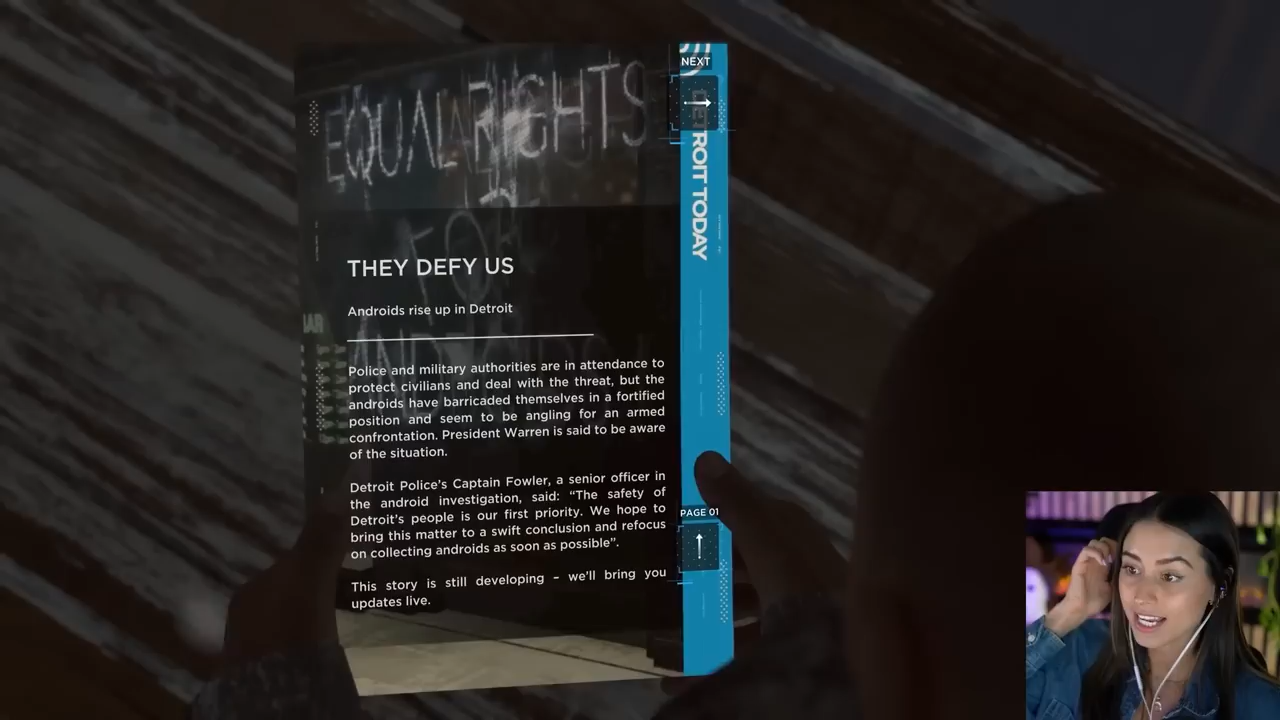 NEXT
EQUAL RIGHTS
FOR
DETROIT TODAY
THEY DEFY US
Androids rise up in Detroit
Police and military authorities are in attendance to
protect civilians and deal with the threat, but the
androids have barricaded themselves in a fortified
position and seem to be angling for an armed
confrontation. President Warren is said to be aware
of the situation.
Detroit Police's Captain Fowler, a senior officer in
the android investigation, said: “The safety of
Detroit's people is our first priority. We hope to
bring this matter to a swift conclusion and refocus
on collecting androids as soon as possible”.
PAGE 01
This story is still developing – we'll bring you
updates live.